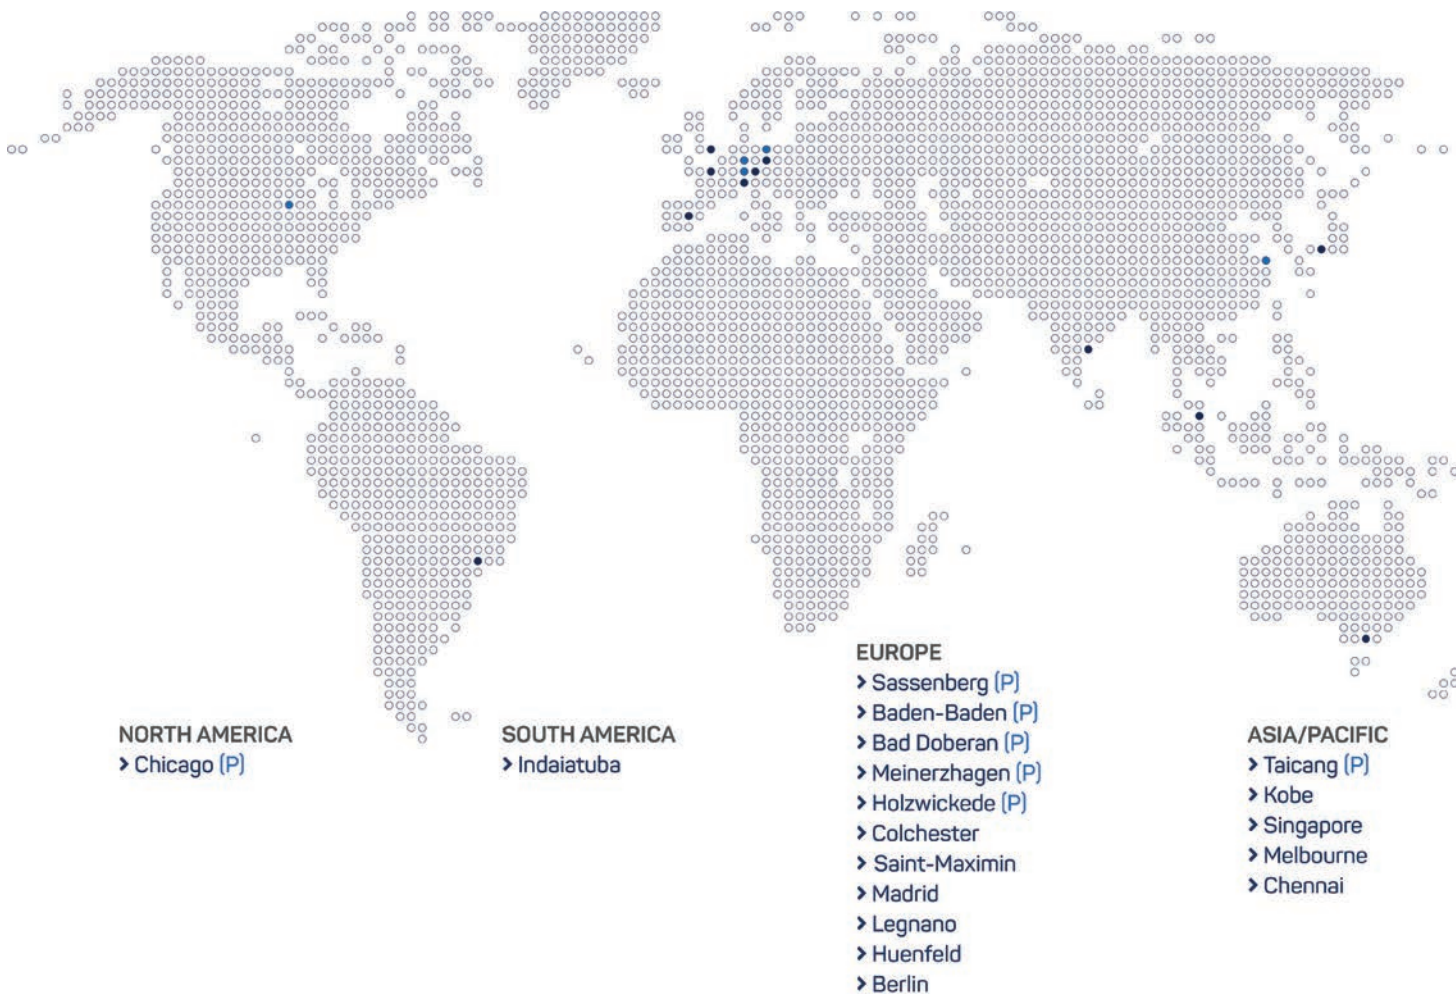 NORTH AMERICA
> Chicago (P)
SOUTH AMERICA
> Indaiatuba
EUROPE
> Sassenberg (P)
> Baden-Baden (P)
> Bad Doberan (P)
> Meinerzhagen (P)
> Holzwickede (P)
> Colchester
> Saint-Maximin
> Madrid
> Legnano
> Huenfeld
> Berlin
ASIA/PACIFIC
> Taicang (P)
> Kobe
> Singapore
> Melbourne
> Chennai